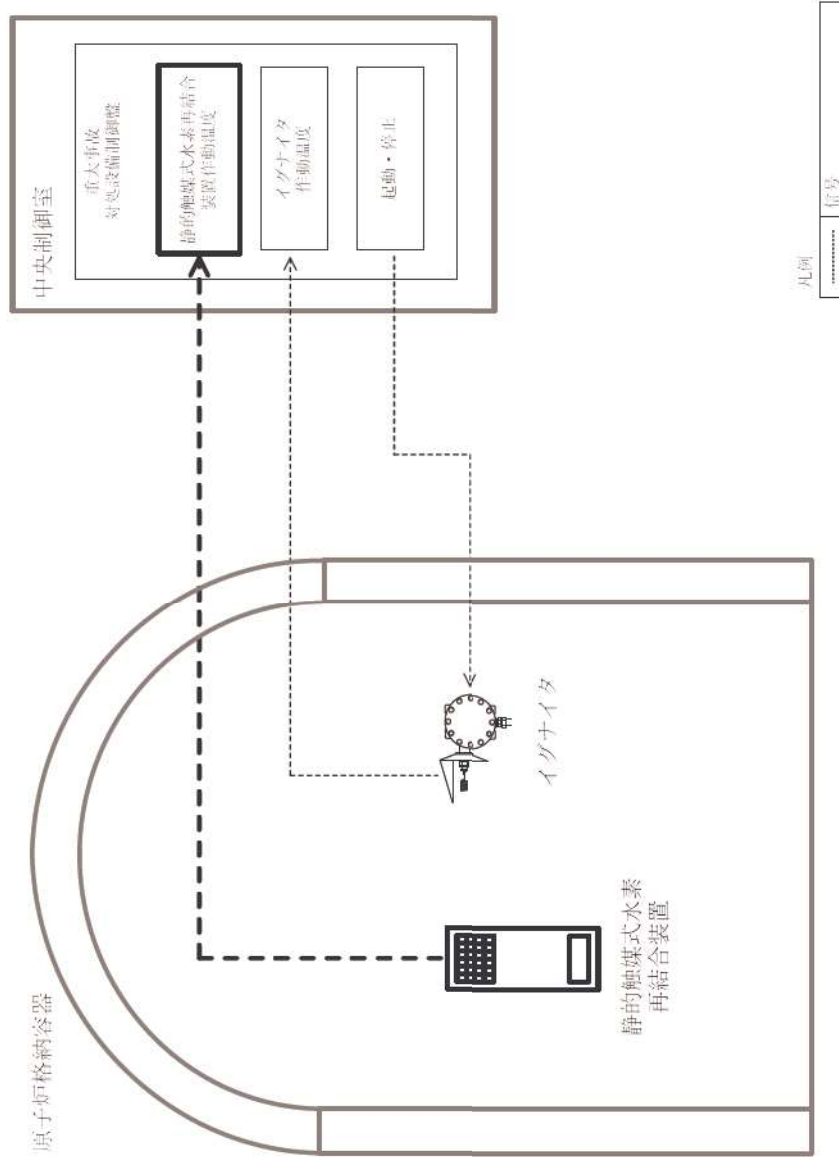 原子炉格納容器
静的触媒式水素
再結合装置
イグナイタ
中央制御室
重大事故
対処設備制御盤
静的触媒式水素再結合
装置作動温度
イグナイタ
作動温度
起動・停止
凡例
信号